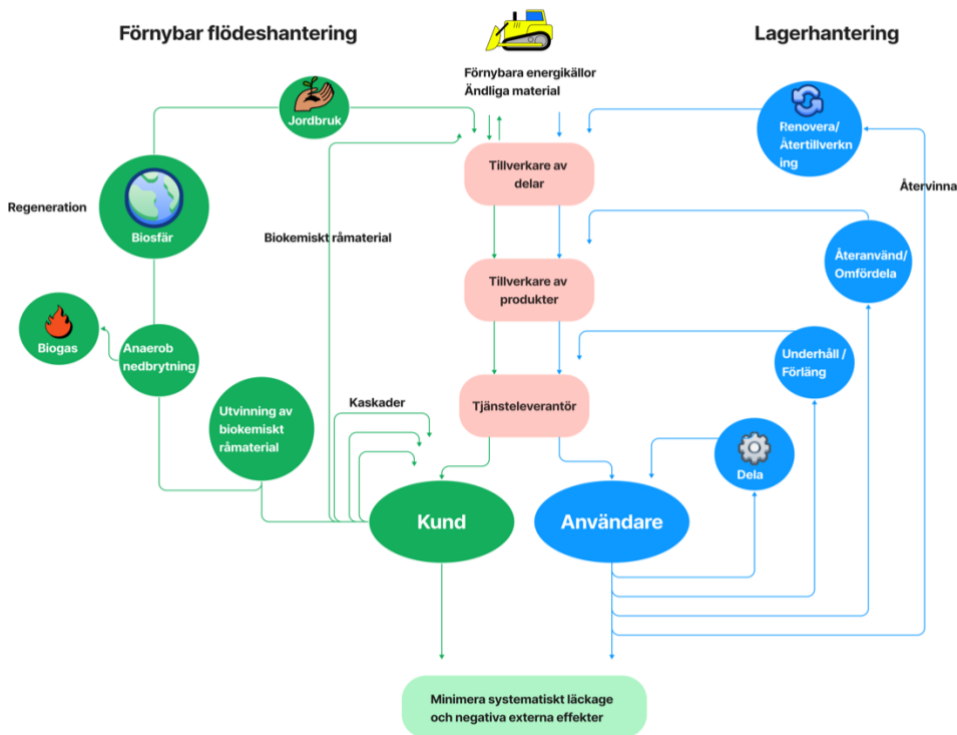 Förnybar flödeshantering
Lagerhantering
Förnybara energikällor
Ändliga material
Jordbruk
Renovera/
Återtillverkn
ing
Tillverkare av
delar
Återvinna
Regeneration
Biosfär
Biokemiskt råmaterial
Återanvänd/
Omfördela
Tillverkare av
produkter
Biogas
Anaerob
nedbrytning
Underhåll /
Förläng
Kaskader
Tjänsteleverantör
Utvinning av
biokemiskt
råmaterial
Dela
Kund
Användare
Minimera systematiskt läckage
och negativa externa effekter